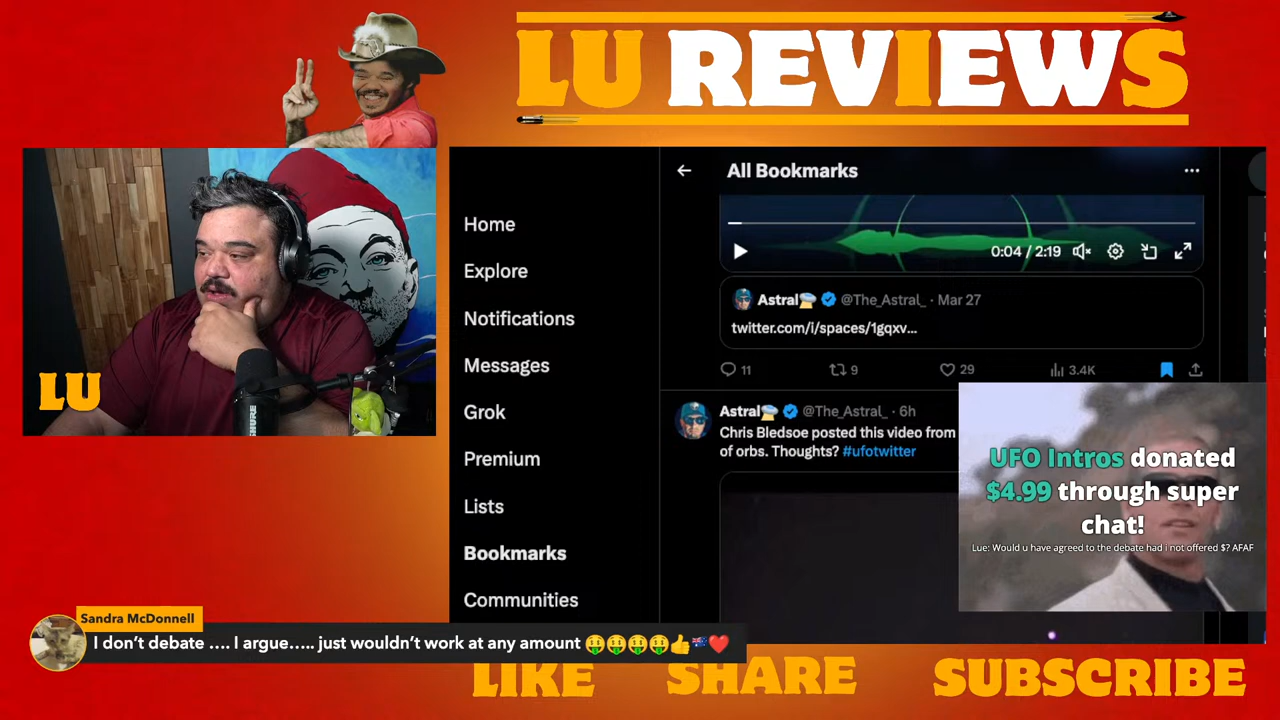 LU REVIEWS
LU
Home
Explore
Notifications
Messages
Grok
Premium
Lists
Bookmarks
Communities
All Bookmarks
0:04 / 2:19
Astral @The_Astral_ · Mar 27
twitter.com/i/spaces/1gqxv...
11 9 29 3.4K
Astral @The_Astral_ · 6h
Chris Bledsoe posted this video from
of orbs. Thoughts? #ufotwitter
UFO Intros donated
$4.99 through super
chat!
Lue: Would u have agreed to the debate had i not offered $? AFAF
SHURE
Sandra McDonnell
I don't debate .... I argue..... just wouldn't work at any amount 🤑🤑🤑🤑👍🇦🇺❤️
LIKE SHARE SUBSCRIBE